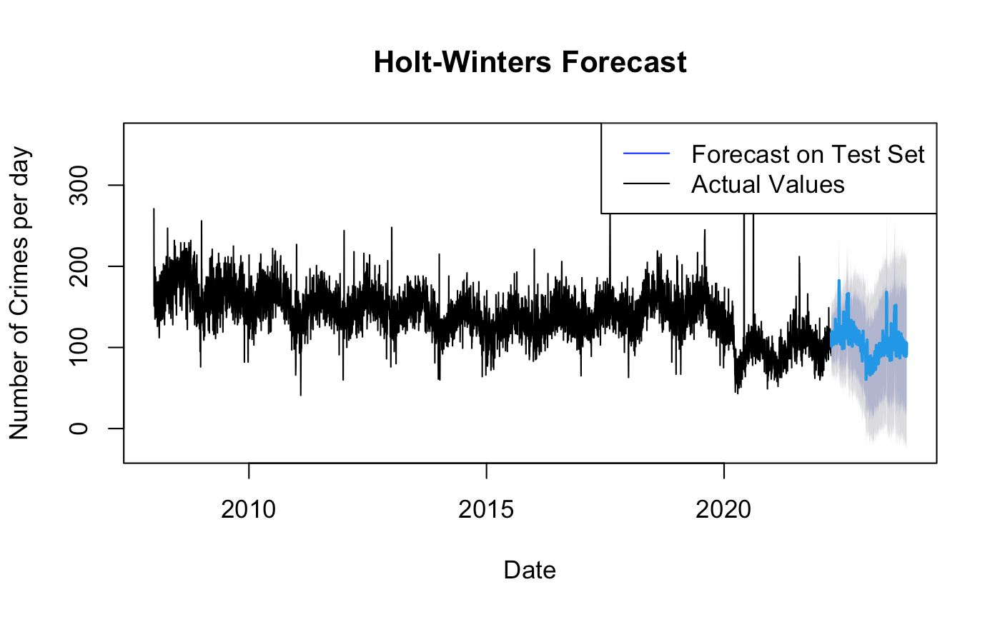 Holt-Winters Forecast
Number of Crimes per day
300
200
100
0
Forecast on Test Set
Actual Values
2010 2015 2020
Date